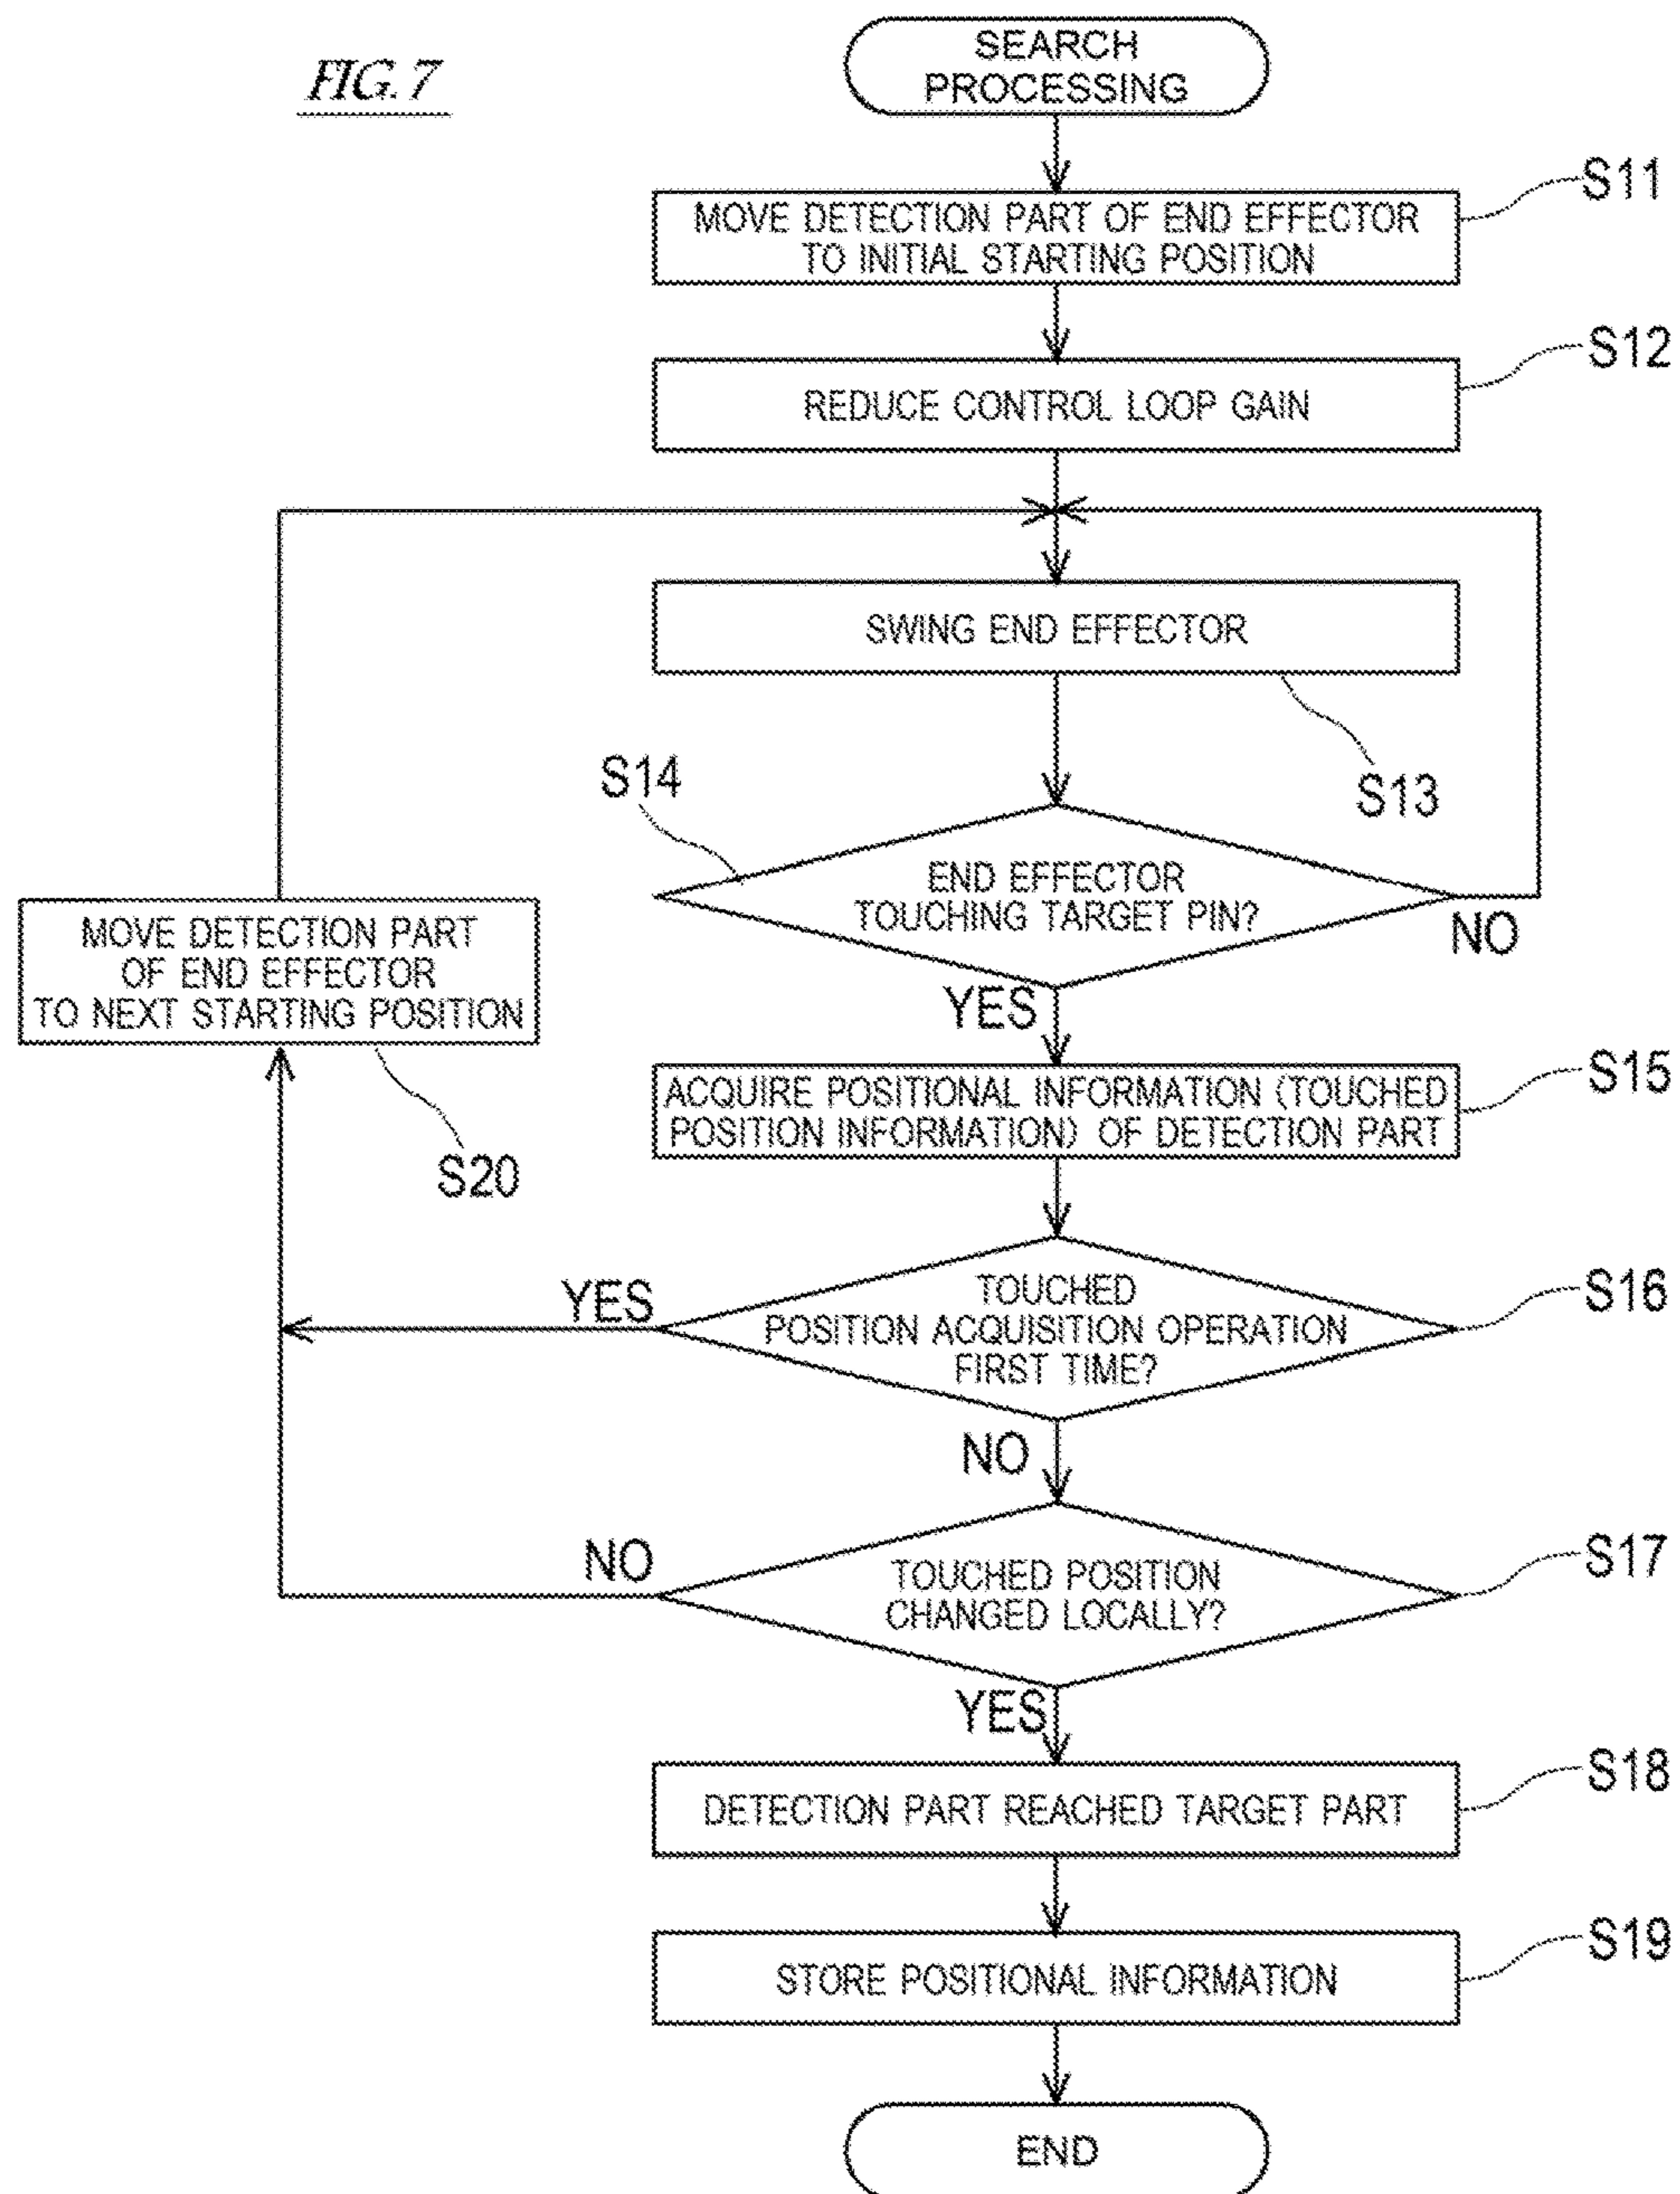 FIG. 7
SEARCH
PROCESSING
S11
MOVE DETECTION PART OF END EFFECTOR
TO INITIAL STARTING POSITION
S12
REDUCE CONTROL LOOP GAIN
SWING END EFFECTOR
S13
S14
END EFFECTOR
TOUCHING TARGET PIN?
NO
YES
MOVE DETECTION PART
OF END EFFECTOR
TO NEXT STARTING POSITION
S20
S15
ACQUIRE POSITIONAL INFORMATION (TOUCHED
POSITION INFORMATION) OF DETECTION PART
S16
TOUCHED
POSITION ACQUISITION OPERATION
FIRST TIME?
YES
NO
S17
TOUCHED POSITION
CHANGED LOCALLY?
NO
YES
S18
DETECTION PART REACHED TARGET PART
S19
STORE POSITIONAL INFORMATION
END